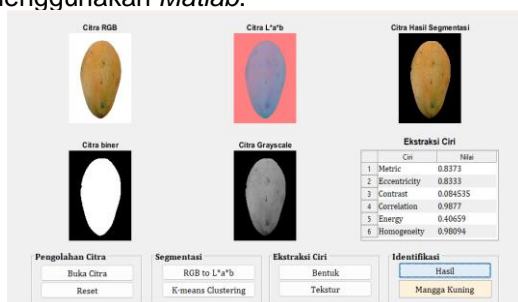 menggunakan Matlab.
Citra RGB
Citra L*a*b
Citra Hasil Segmentasi
Citra biner
Citra Grayscale
Ekstraksi Ciri
Ciri Nilai
1 Metric 0.8373
2 Eccentricity 0.8333
3 Contrast 0.084535
4 Correlation 0.9877
5 Energy 0.40659
6 Homogeneity 0.98094
Pengolahan Citra
Segmentasi
Ekstraksi Ciri
Identifikasi
Buka Citra
RGB to L*a*b
Bentuk
Hasil
Reset
K-means Clustering
Tekstur
Mangga Kuning